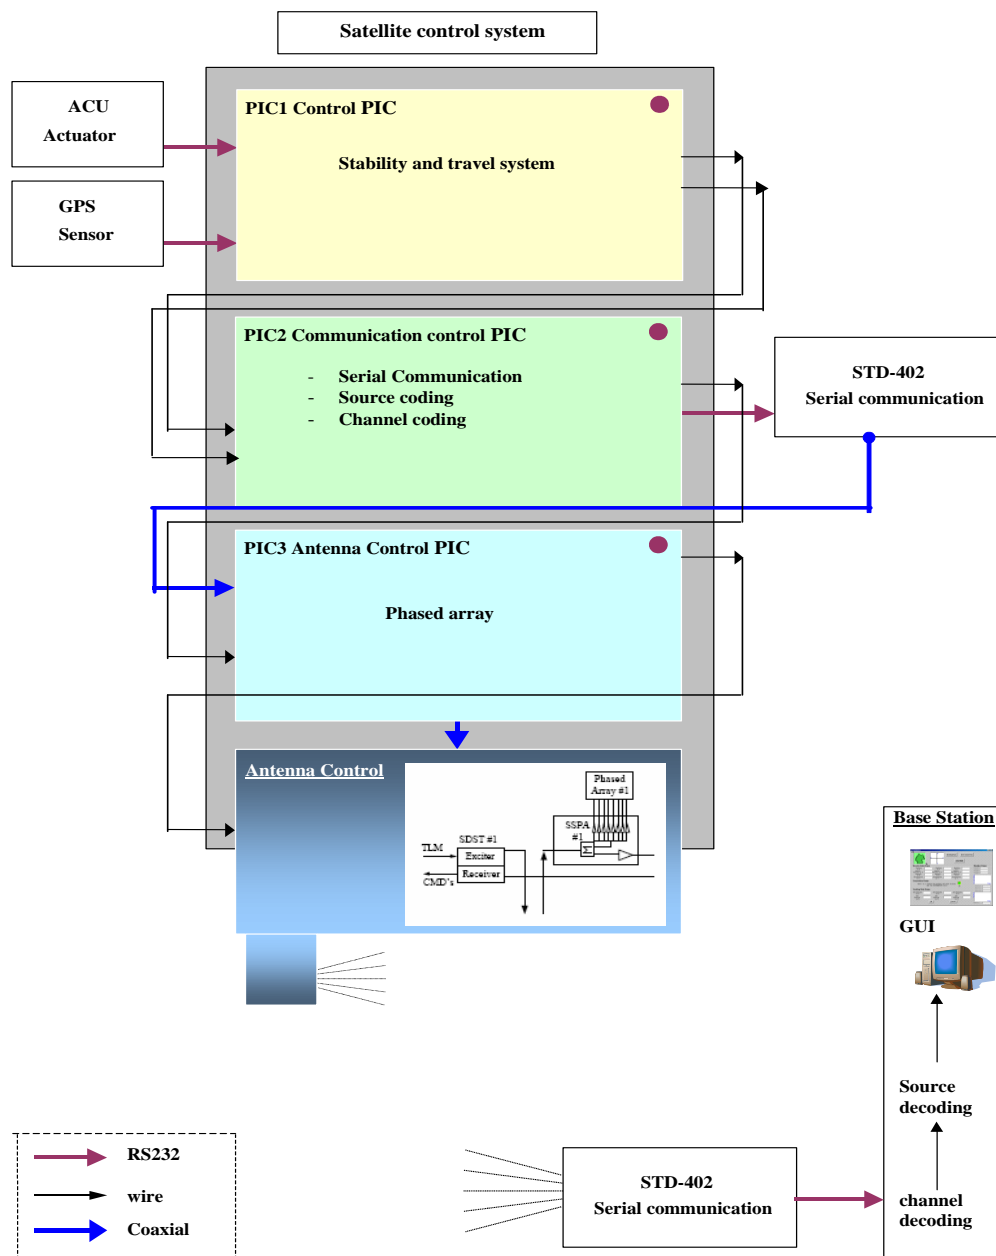 Satellite control system
ACU
Actuator
GPS
Sensor
PIC1 Control PIC
Stability and travel system
PIC2 Communication control PIC
- Serial Communication
- Source coding
- Channel coding
STD-402
Serial communication
PIC3 Antenna Control PIC
Phased array
Antenna Control
Phased
Array #1
SSPA
#1
Σ
SDST #1
TLM
Exciter
Receiver
CMD's
Base Station
GUI
Source
decoding
channel
decoding
STD-402
Serial communication
RS232
wire
Coaxial